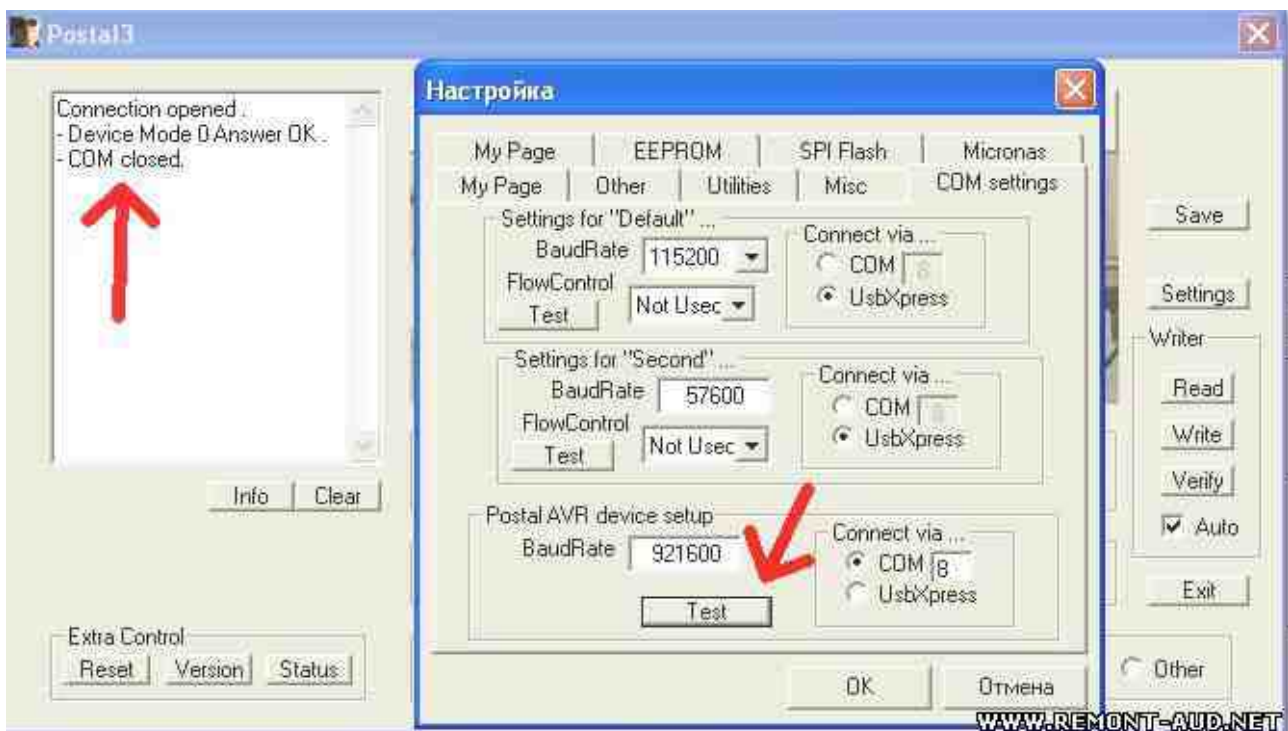 Postal3
Connection opened .
- Device Mode 0 Answer OK .
- COM closed.
Info
Clear
Extra Control
Reset
Version
Status
Настройка
My Page
EEPROM
SPI Flash
Micronas
My Page
Other
Utilities
Misc
COM settings
Settings for "Default" ...
BaudRate
115200
FlowControl
Test
Not Usec
Connect via ...
COM
8
UsbXpress
Settings for "Second" ...
BaudRate
57600
FlowControl
Test
Not Usec
Connect via ...
COM
UsbXpress
Postal AVR device setup
BaudRate
921600
Test
Connect via ...
COM
8
UsbXpress
OK
Отмена
Save
Settings
Writer
Read
Write
Verify
Auto
Exit
Other
WWW.REMONT-AUD.NET